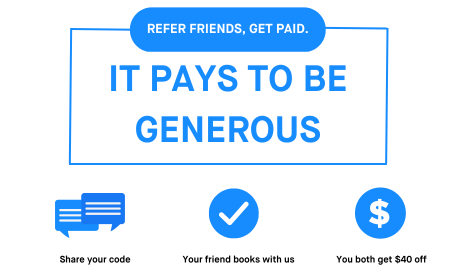 REFER FRIENDS, GET PAID.
IT PAYS TO BE
GENEROUS
$
Share your code
Your friend books with us
You both get $40 off